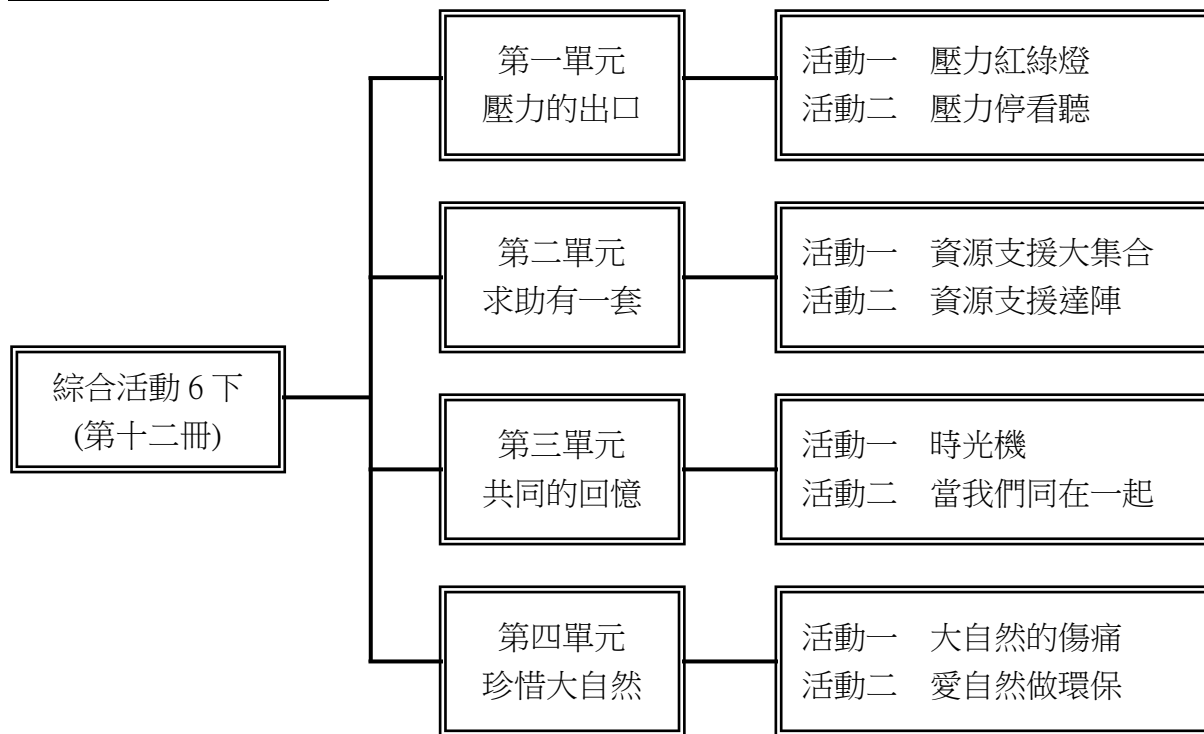 綜合活動 6 下
(第十二冊)
第一單元
壓力的出口
活動一　壓力紅綠燈
活動二　壓力停看聽
第二單元
求助有一套
活動一　資源支援大集合
活動二　資源支援達陣
第三單元
共同的回憶
活動一　時光機
活動二　當我們同在一起
第四單元
珍惜大自然
活動一　大自然的傷痛
活動二　愛自然做環保